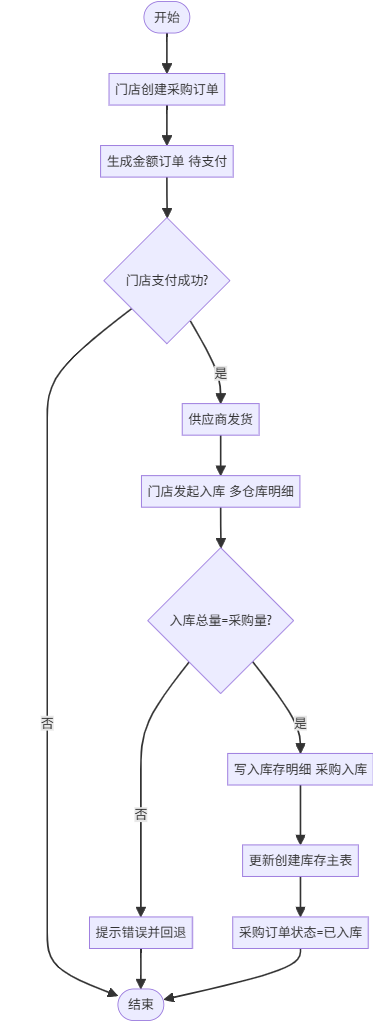 开始
门店创建采购订单
生成金额订单 待支付
门店支付成功?
是
供应商发货
门店发起入库 多仓库明细
入库总量=采购量?
否
是
写入库存明细 采购入库
否
更新创建库存主表
提示错误并回退
采购订单状态=已入库
结束